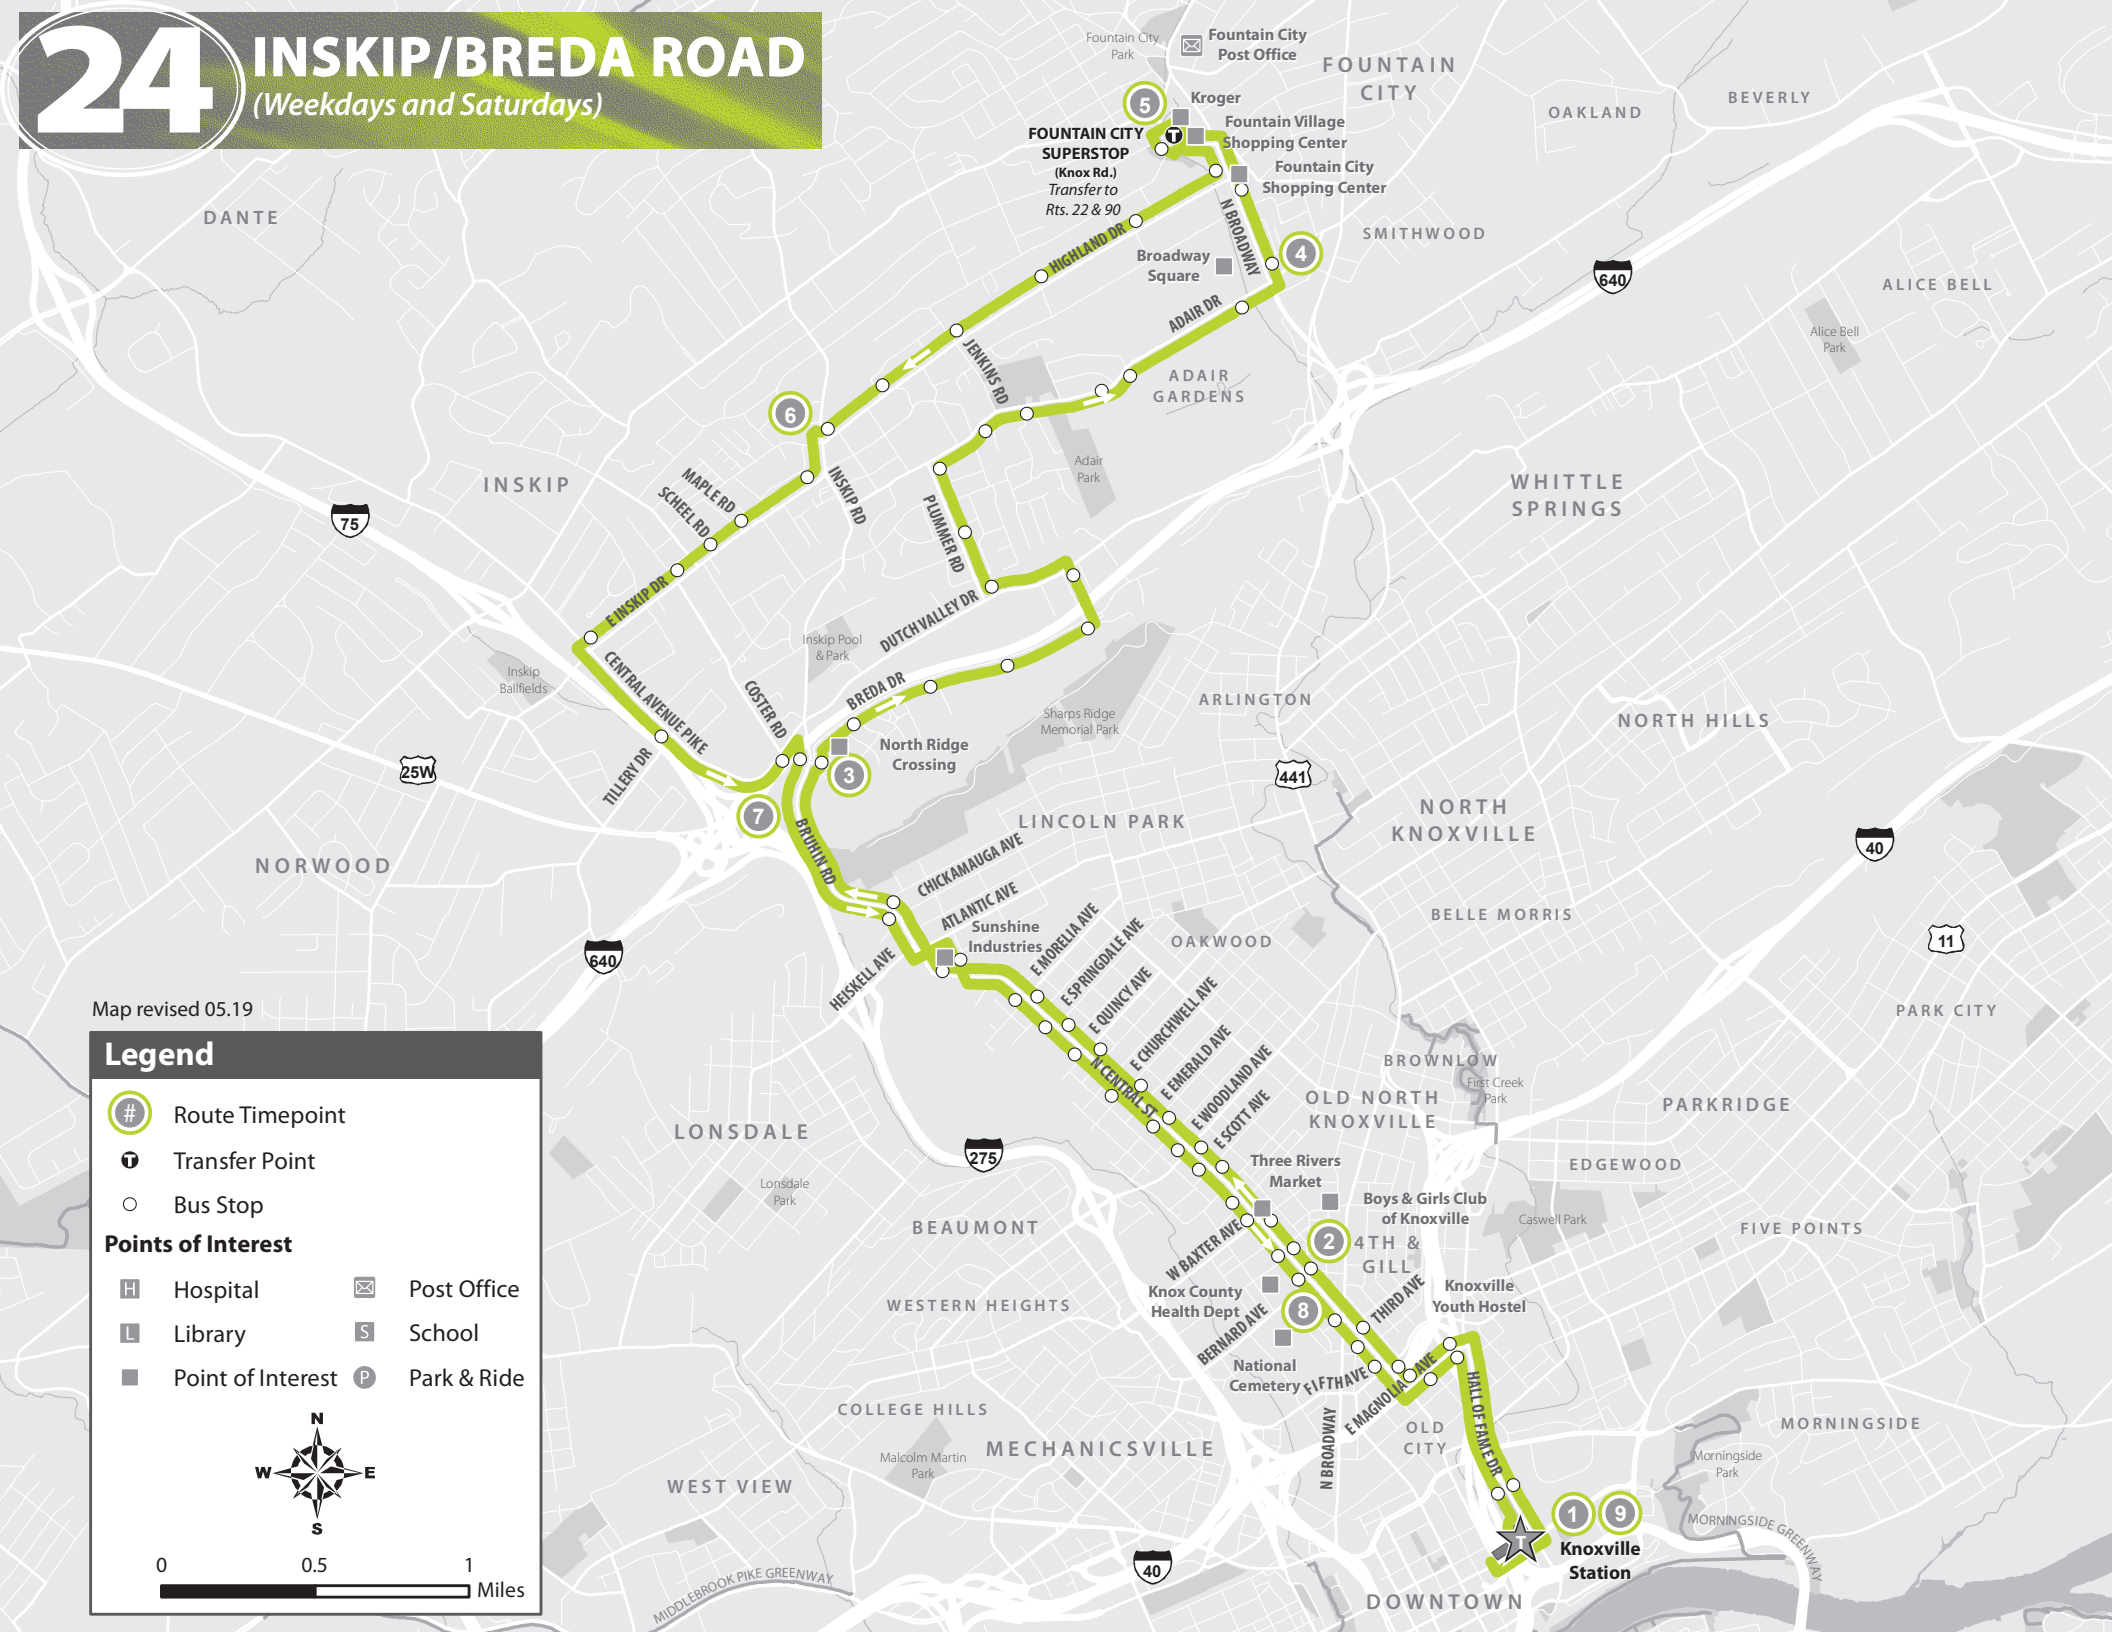 24
INSKIP/BREDA ROAD
(Weekdays and Saturdays)
Fountain City
Park
Fountain City
Post Office
FOUNTAIN
CITY
OAKLAND
BEVERLY
5
Kroger
FOUNTAIN CITY
SUPERSTOP
(Knox Rd.)
Transfer to
Rts. 22 & 90
T
Fountain Village
Shopping Center
Fountain City
Shopping Center
DANTE
N BROADWAY
SMITHWOOD
HIGHLAND DR
Broadway
Square
4
640
ALICE BELL
ADAIR DR
Alice Bell
Park
JENKINS RD
ADAIR
GARDENS
6
Adair
Park
INSKIP
MAPLE RD
SCHEEL RD
INSKIP RD
PLUMMER RD
WHITTLE
SPRINGS
75
E INSKIP DR
DUTCH VALLEY DR
Inskip Pool
& Park
Inskip
Ballfields
CENTRAL AVENUE PIKE
COSTER RD
BREDA DR
ARLINGTON
Sharps Ridge
Memorial Park
NORTH HILLS
25W
TILLERY DR
North Ridge
Crossing
3
441
7
BRUHIN RD
LINCOLN PARK
NORTH
KNOXVILLE
40
NORWOOD
CHICKAMAUGA AVE
ATLANTIC AVE
BELLE MORRIS
640
Sunshine
Industries
HEISKELL AVE
E MORELIA AVE
E SPRINGDALE AVE
E QUINCY AVE
E CHURCHWELL AVE
E EMERALD AVE
E WOODLAND AVE
E SCOTT AVE
OAKWOOD
11
PARK CITY
N CENTRAL ST
BROWNLOW
First Creek
Park
OLD NORTH
KNOXVILLE
PARKRIDGE
LONSDALE
275
EDGEWOOD
Lonsdale
Park
Three Rivers
Market
Boys & Girls Club
of Knoxville
Caswell Park
FIVE POINTS
BEAUMONT
W BAXTER AVE
2
4TH &
GILL
Knox County
Health Dept
8
THIRD AVE
Knoxville
Youth Hostel
WESTERN HEIGHTS
BERNARD AVE
National
Cemetery
FIFTH AVE
E MAGNOLIA AVE
HALL OF FAME DR
COLLEGE HILLS
N BROADWAY
OLD
CITY
MORNINGSIDE
MECHANICSVILLE
Malcolm Martin
Park
Morningside
Park
WEST VIEW
1
9
MORNINGSIDE GREENWAY
T
Knoxville
Station
40
MIDDLEBROOK PIKE GREENWAY
DOWNTOWN
Map revised 05.19
Legend
# Route Timepoint
T Transfer Point
Bus Stop
Points of Interest
H Hospital
Post Office
L Library
S School
Point of Interest
P Park & Ride
N
W E
S
0 0.5 1
Miles